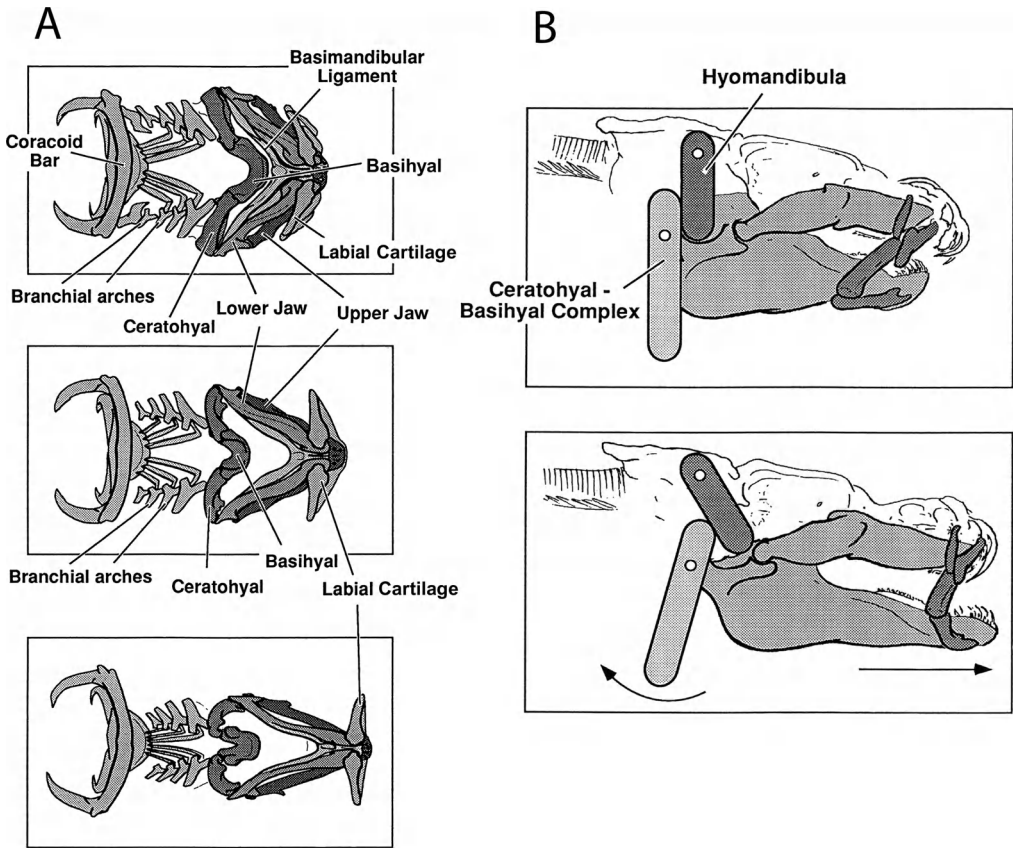 A
Basimandibular
Ligament
Coracoid
Bar
Basihyal
Labial Cartilage
Branchial arches
Ceratohyal
Lower Jaw
Upper Jaw
Branchial arches
Ceratohyal
Basihyal
Labial Cartilage
B
Hyomandibula
Ceratohyal -
Basihyal Complex